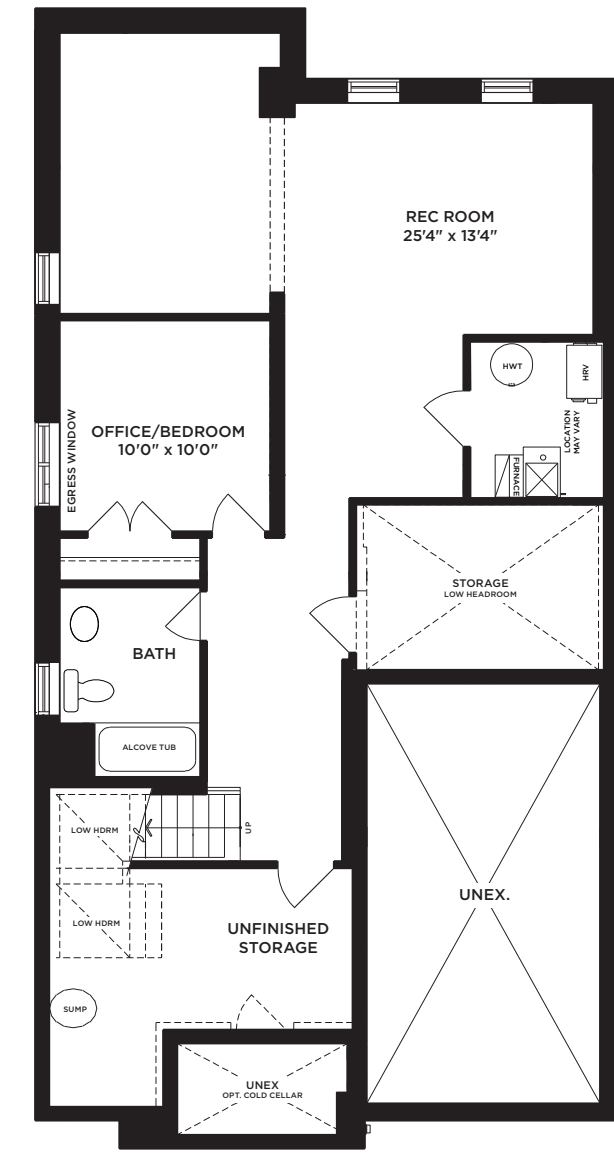 REC ROOM
25'4" x 13'4"
HWT
HRV
LOCATION
MAY VARY
FURNACE
EGRESS WINDOW
OFFICE/BEDROOM
10'0" x 10'0"
STORAGE
LOW HEADROOM
BATH
ALCOVE TUB
LOW HDRM
UP
LOW HDRM
UNEX.
UNFINISHED
STORAGE
SUMP
UNEX
OPT. COLD CELLAR